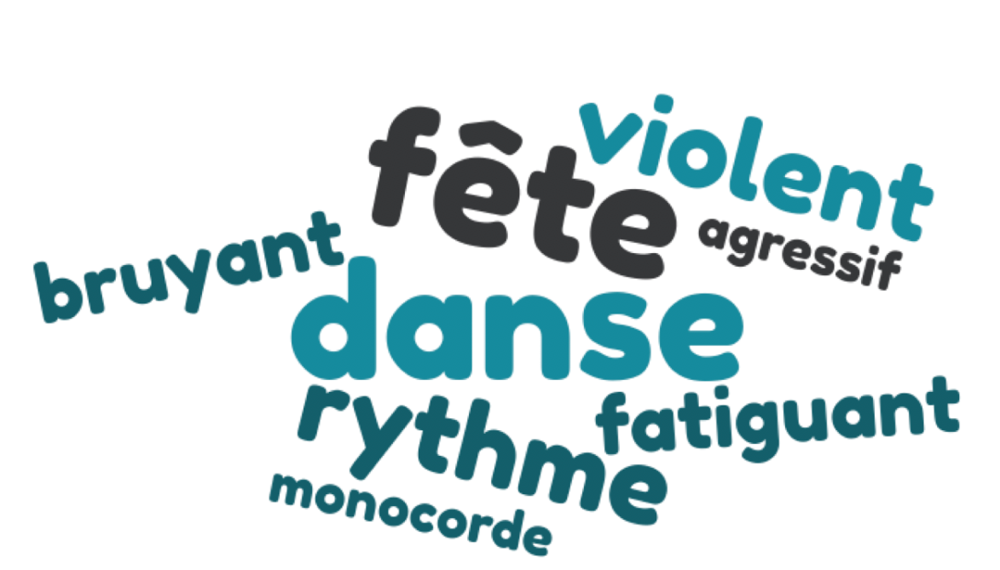 violent
fête
agressif
bruyant
danse
rythme
fatiguant
monocorde